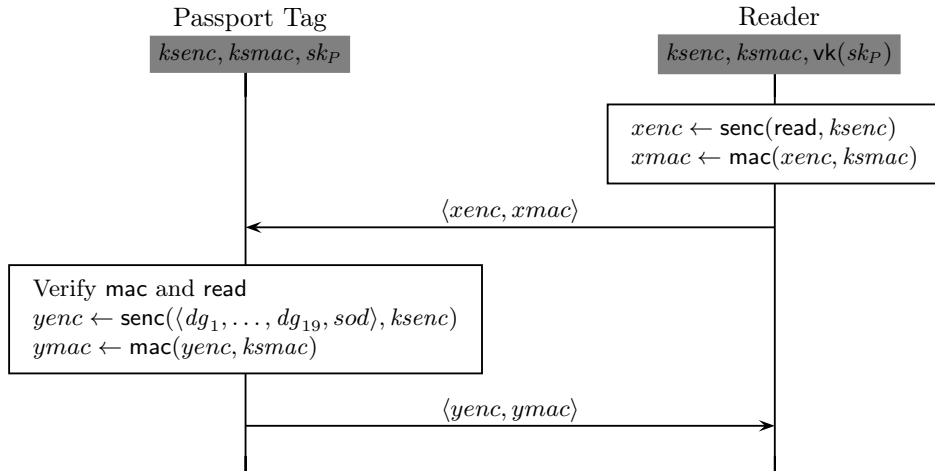 Passport Tag
Reader
ksenc, ksmac, sk_P
ksenc, ksmac, vk(sk_P)
xenc ← senc(read, ksenc)
xmac ← mac(xenc, ksmac)
⟨xenc, xmac⟩
Verify mac and read
yenc ← senc(⟨dg_1, …, dg_19, sod⟩, ksenc)
ymac ← mac(yenc, ksmac)
⟨yenc, ymac⟩